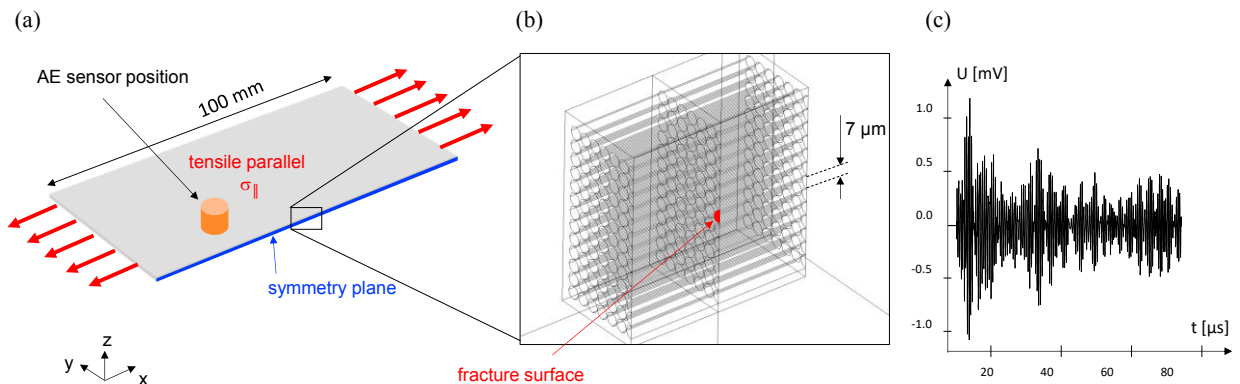 (a)
AE sensor position
100 mm
tensile parallel
σ∥
symmetry plane
z
y
x
(b)
7 µm
fracture surface
(c)
U [mV]
1.0
0.5
0.0
-0.5
-1.0
t [µs]
20
40
60
80